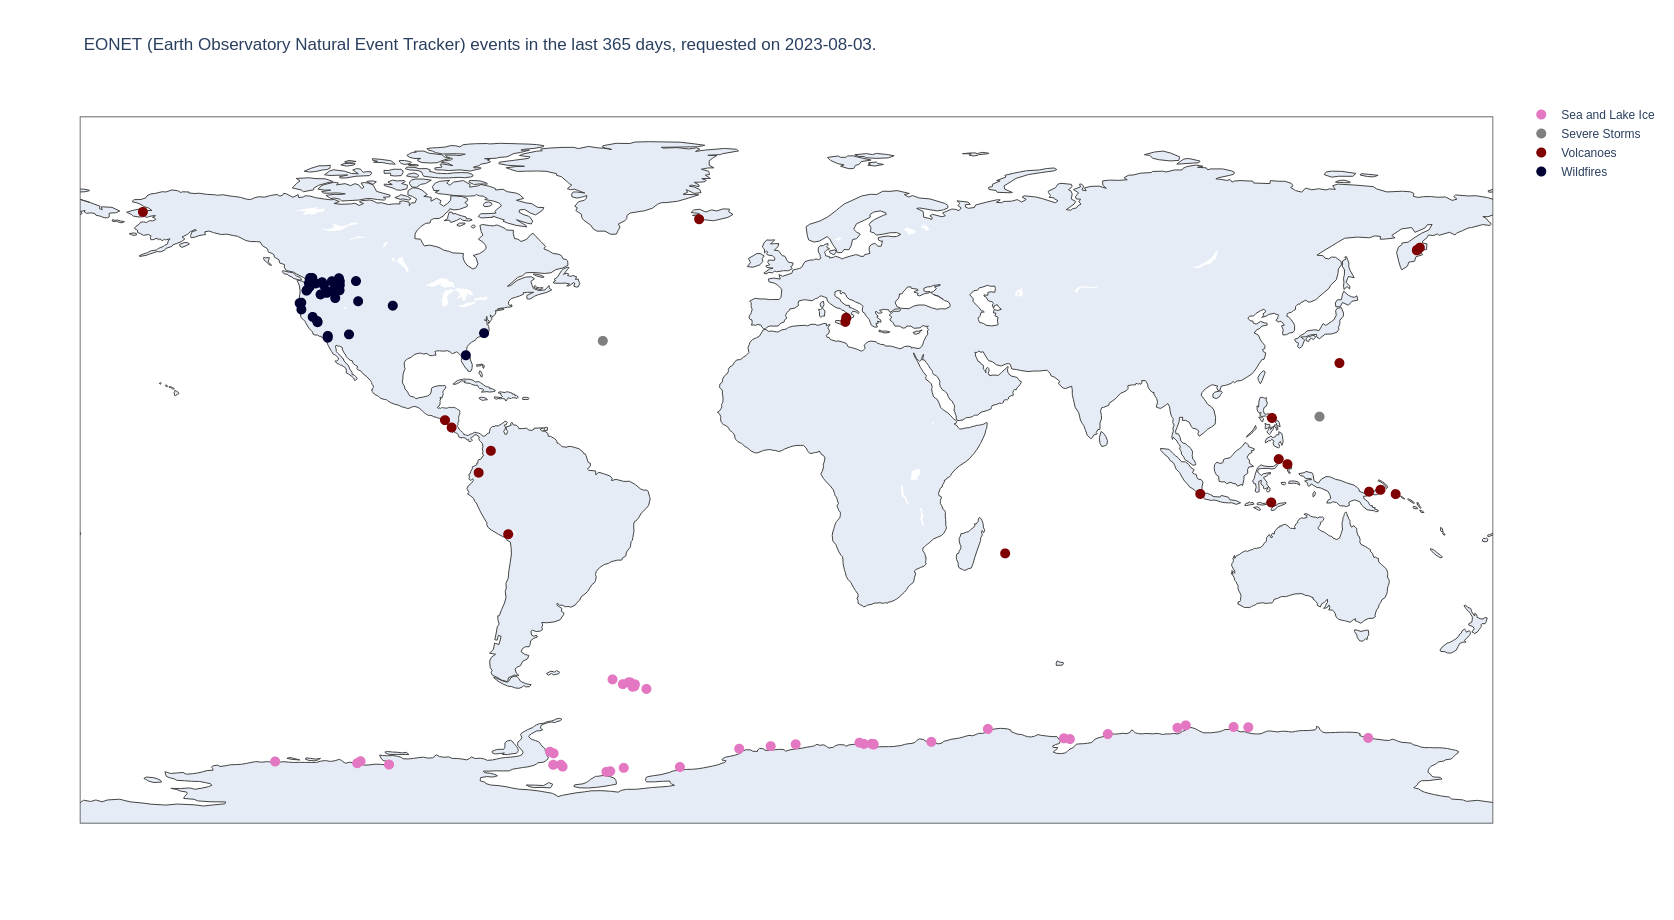 EONET (Earth Observatory Natural Event Tracker) events in the last 365 days, requested on 2023-08-03.
Sea and Lake Ice
Severe Storms
Volcanoes
Wildfires